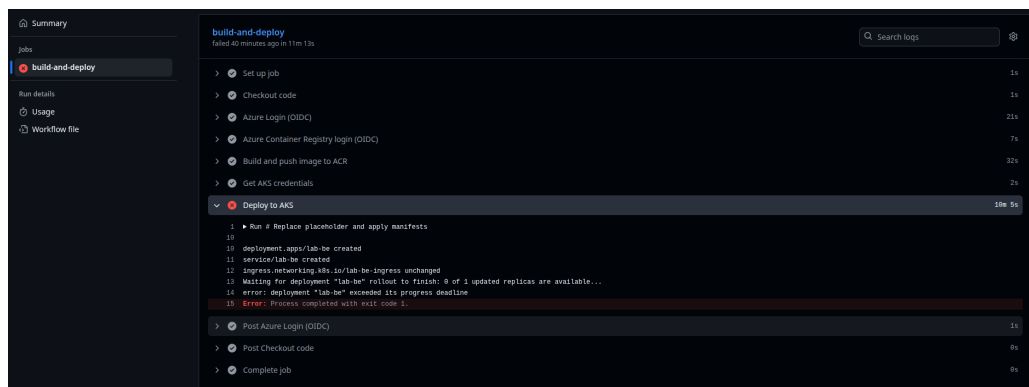 Summary
Jobs
build-and-deploy
Run details
Usage
Workflow file
build-and-deploy
failed 40 minutes ago in 11m 13s
Search logs
Set up job 1s
Checkout code 1s
Azure Login (OIDC) 21s
Azure Container Registry login (OIDC) 7s
Build and push image to ACR 32s
Get AKS credentials 2s
Deploy to AKS 10m 5s
1 ▶ Run # Replace placeholder and apply manifests
10
10 deployment.apps/lab-be created
11 service/lab-be created
12 ingress.networking.k8s.io/lab-be-ingress unchanged
13 Waiting for deployment "lab-be" rollout to finish: 0 of 1 updated replicas are available...
14 error: deployment "lab-be" exceeded its progress deadline
15 Error: Process completed with exit code 1.
Post Azure Login (OIDC) 1s
Post Checkout code 0s
Complete job 0s